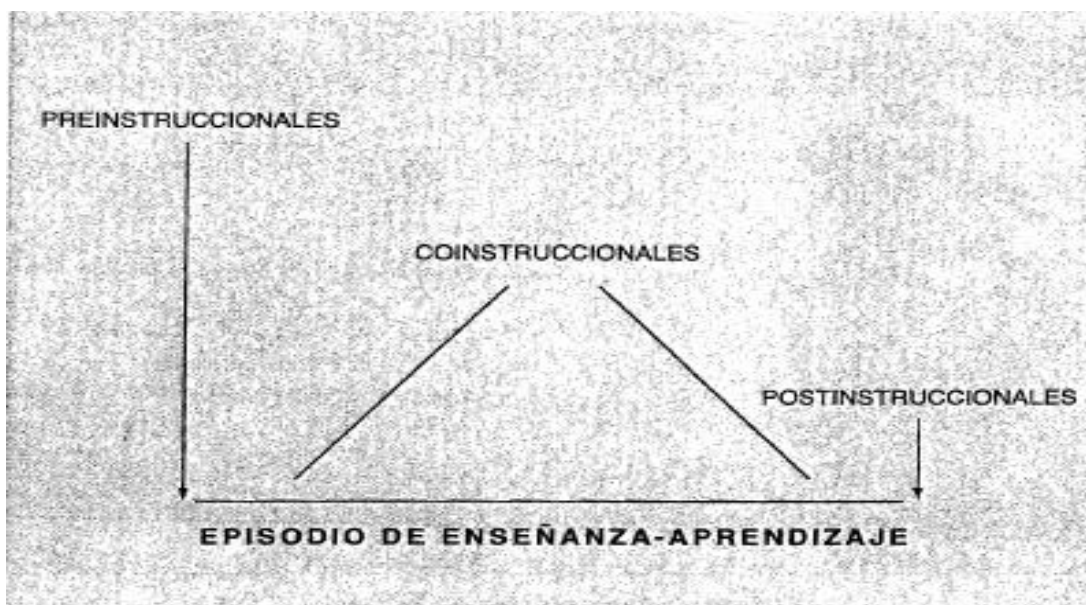 PREINSTRUCCIONALES
COINSTRUCCIONALES
POSTINSTRUCCIONALES
EPISODIO DE ENSEÑANZA-APRENDIZAJE